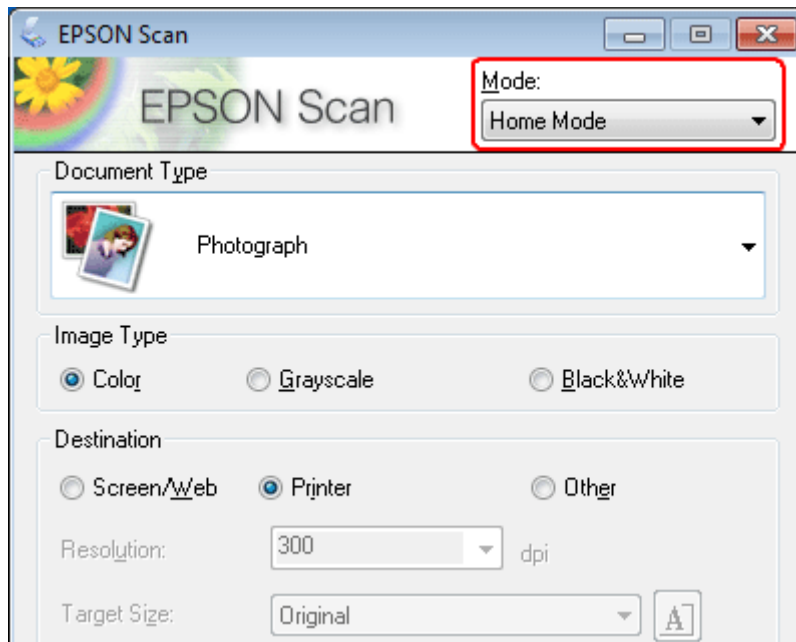 EPSON Scan
EPSON Scan
Mode:
Home Mode
Document Type
Photograph
Image Type
Color Grayscale Black&White
Destination
Screen/Web Printer Other
Resolution: 300 dpi
Target Size: Original A